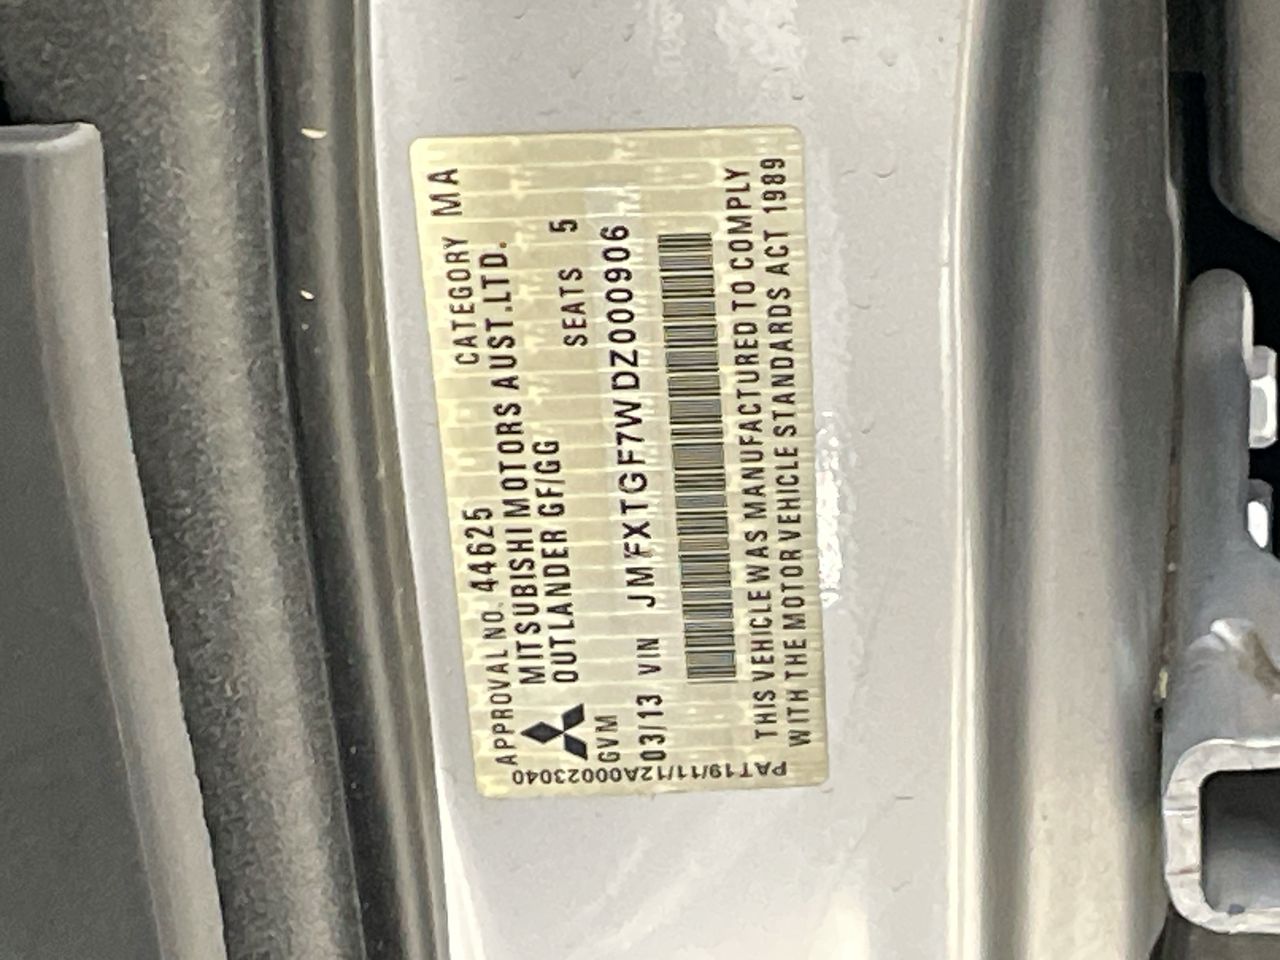 APPROVAL NO. 44625 CATEGORY MA
MITSUBISHI MOTORS AUST.LTD.
OUTLANDER GF/GG SEATS 5
GVM
03/13 VIN JMFXTGF7WDZ000906
THIS VEHICLE WAS MANUFACTURED TO COMPLY
WITH THE MOTOR VEHICLE STANDARDS ACT 1989
PAT19/11/12A00023040